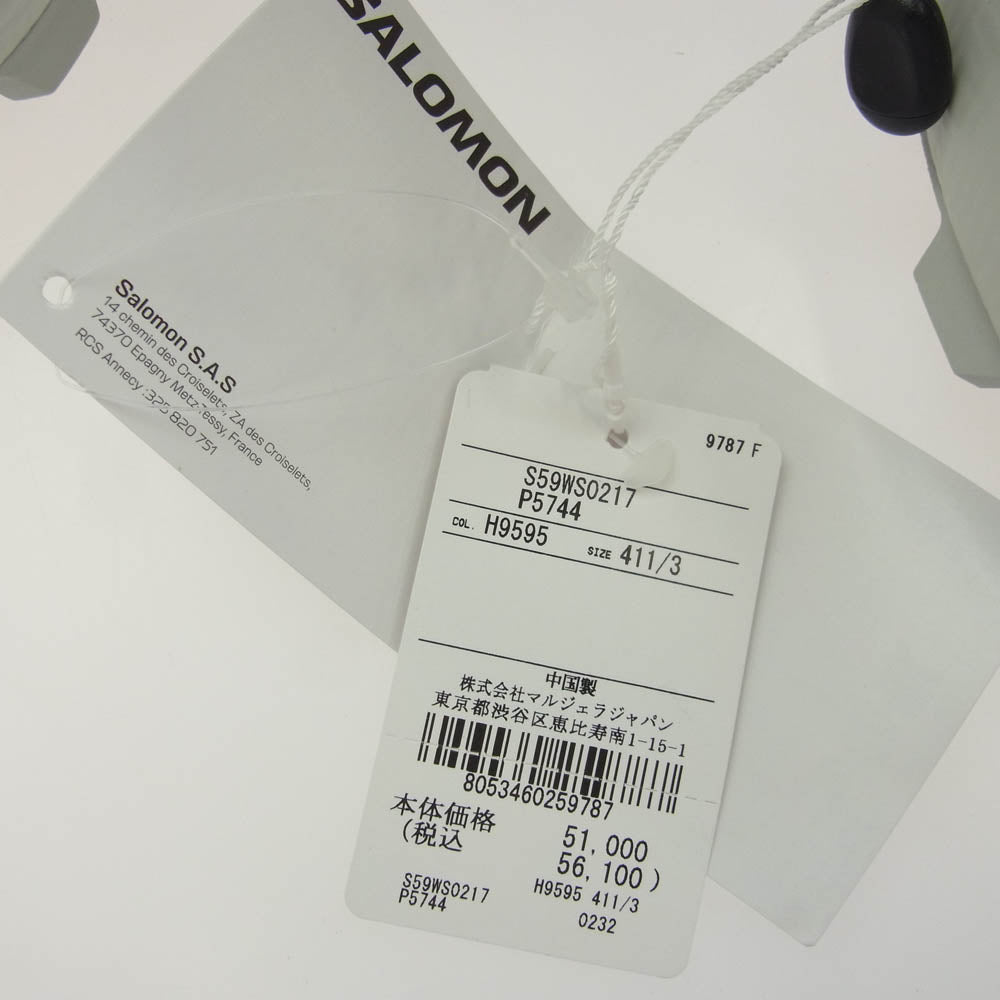 SALOMON
Salomon S.A.S
14 chemin des Croiselets, ZA des Croiselets,
74370 Epagny Metz-Tessy, France
RCS Annecy :325 820 751
9787 F
S59WS0217
P5744
COL. H9595 SIZE 411/3
中国製
株式会社マルジェラジャパン
東京都渋谷区恵比寿南1-15-1
8053460259787
本体価格 51,000
(税込 56,100)
S59WS0217 H9595 411/3
P5744 0232